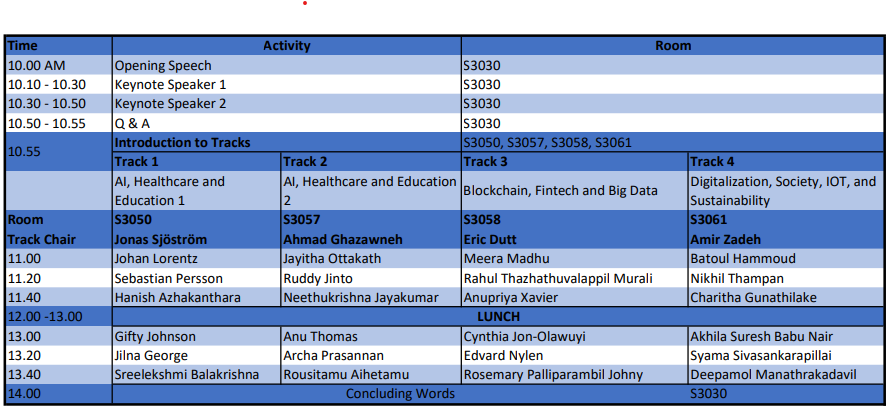 Time Activity Room
10.00 AM Opening Speech S3030
10.10 - 10.30 Keynote Speaker 1 S3030
10.30 - 10.50 Keynote Speaker 2 S3030
10.50 - 10.55 Q & A S3030
10.55 Introduction to Tracks S3050, S3057, S3058, S3061
Track 1 Track 2 Track 3 Track 4
AI, Healthcare and Education 1 AI, Healthcare and Education 2 Blockchain, Fintech and Big Data Digitalization, Society, IOT, and Sustainability
Room S3050 S3057 S3058 S3061
Track Chair Jonas Sjöström Ahmad Ghazawneh Eric Dutt Amir Zadeh
11.00 Johan Lorentz Jayitha Ottakath Meera Madhu Batoul Hammoud
11.20 Sebastian Persson Ruddy Jinto Rahul Thazhathuvalappil Murali Nikhil Thampan
11.40 Hanish Azhakanthara Neethukrishna Jayakumar Anupriya Xavier Charitha Gunathilake
12.00 -13.00 LUNCH
13.00 Gifty Johnson Anu Thomas Cynthia Jon-Olawuyi Akhila Suresh Babu Nair
13.20 Jilna George Archa Prasannan Edvard Nylen Syama Sivasankarapillai
13.40 Sreelekshmi Balakrishna Rousitamu Aihetamu Rosemary Palliparambil Johny Deepamol Manathrakadavil
14.00 Concluding Words S3030